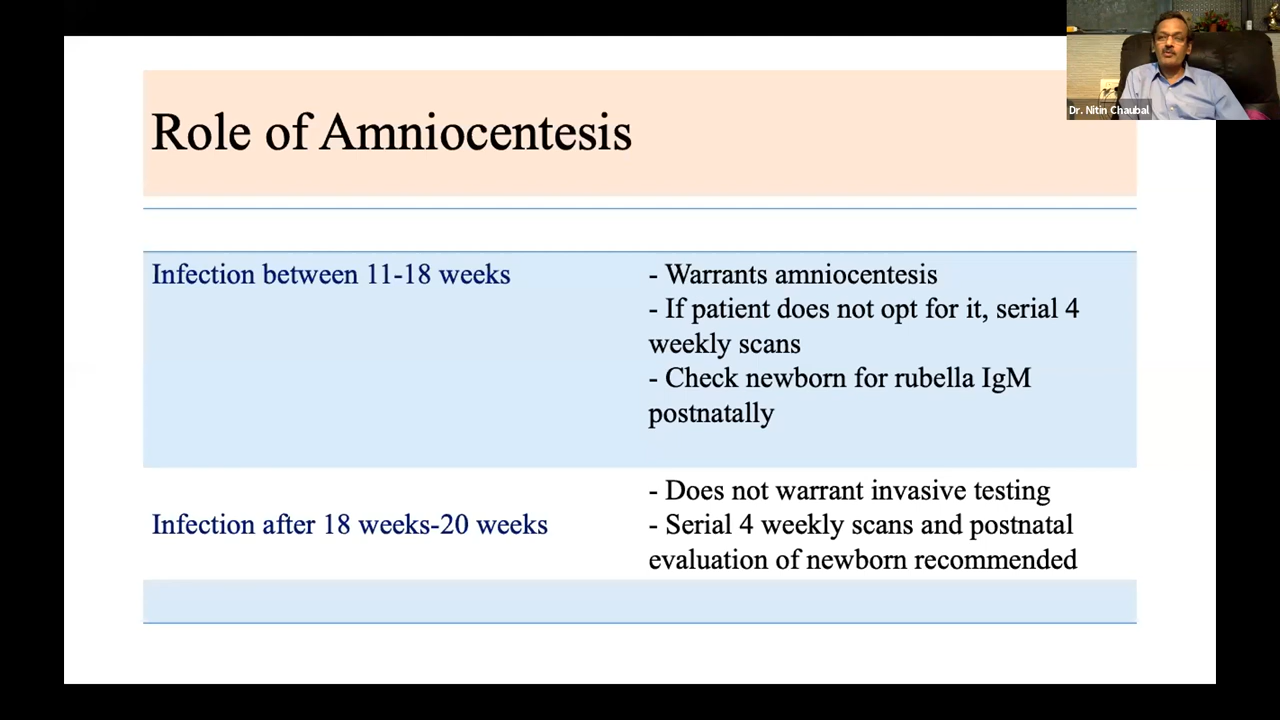 Dr. Nitin Chaubal
Role of Amniocentesis
Infection between 11-18 weeks
- Warrants amniocentesis
- If patient does not opt for it, serial 4
weekly scans
- Check newborn for rubella IgM
postnatally
Infection after 18 weeks-20 weeks
- Does not warrant invasive testing
- Serial 4 weekly scans and postnatal
evaluation of newborn recommended